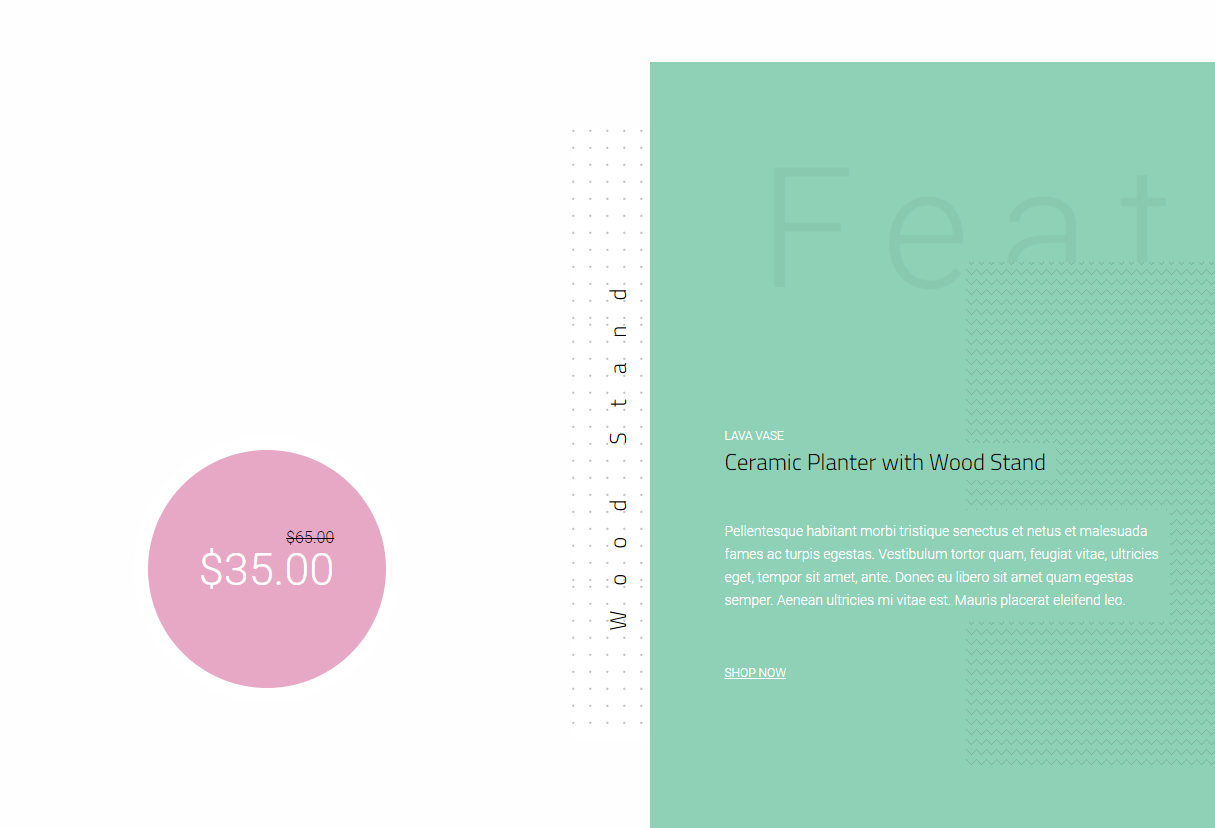 $65.00
$35.00
Wood Stand
Feat
LAVA VASE
Ceramic Planter with Wood Stand
Pellentesque habitant morbi tristique senectus et netus et malesuada
fames ac turpis egestas. Vestibulum tortor quam, feugiat vitae, ultricies
eget, tempor sit amet, ante. Donec eu libero sit amet quam egestas
semper. Aenean ultricies mi vitae est. Mauris placerat eleifend leo.
SHOP NOW